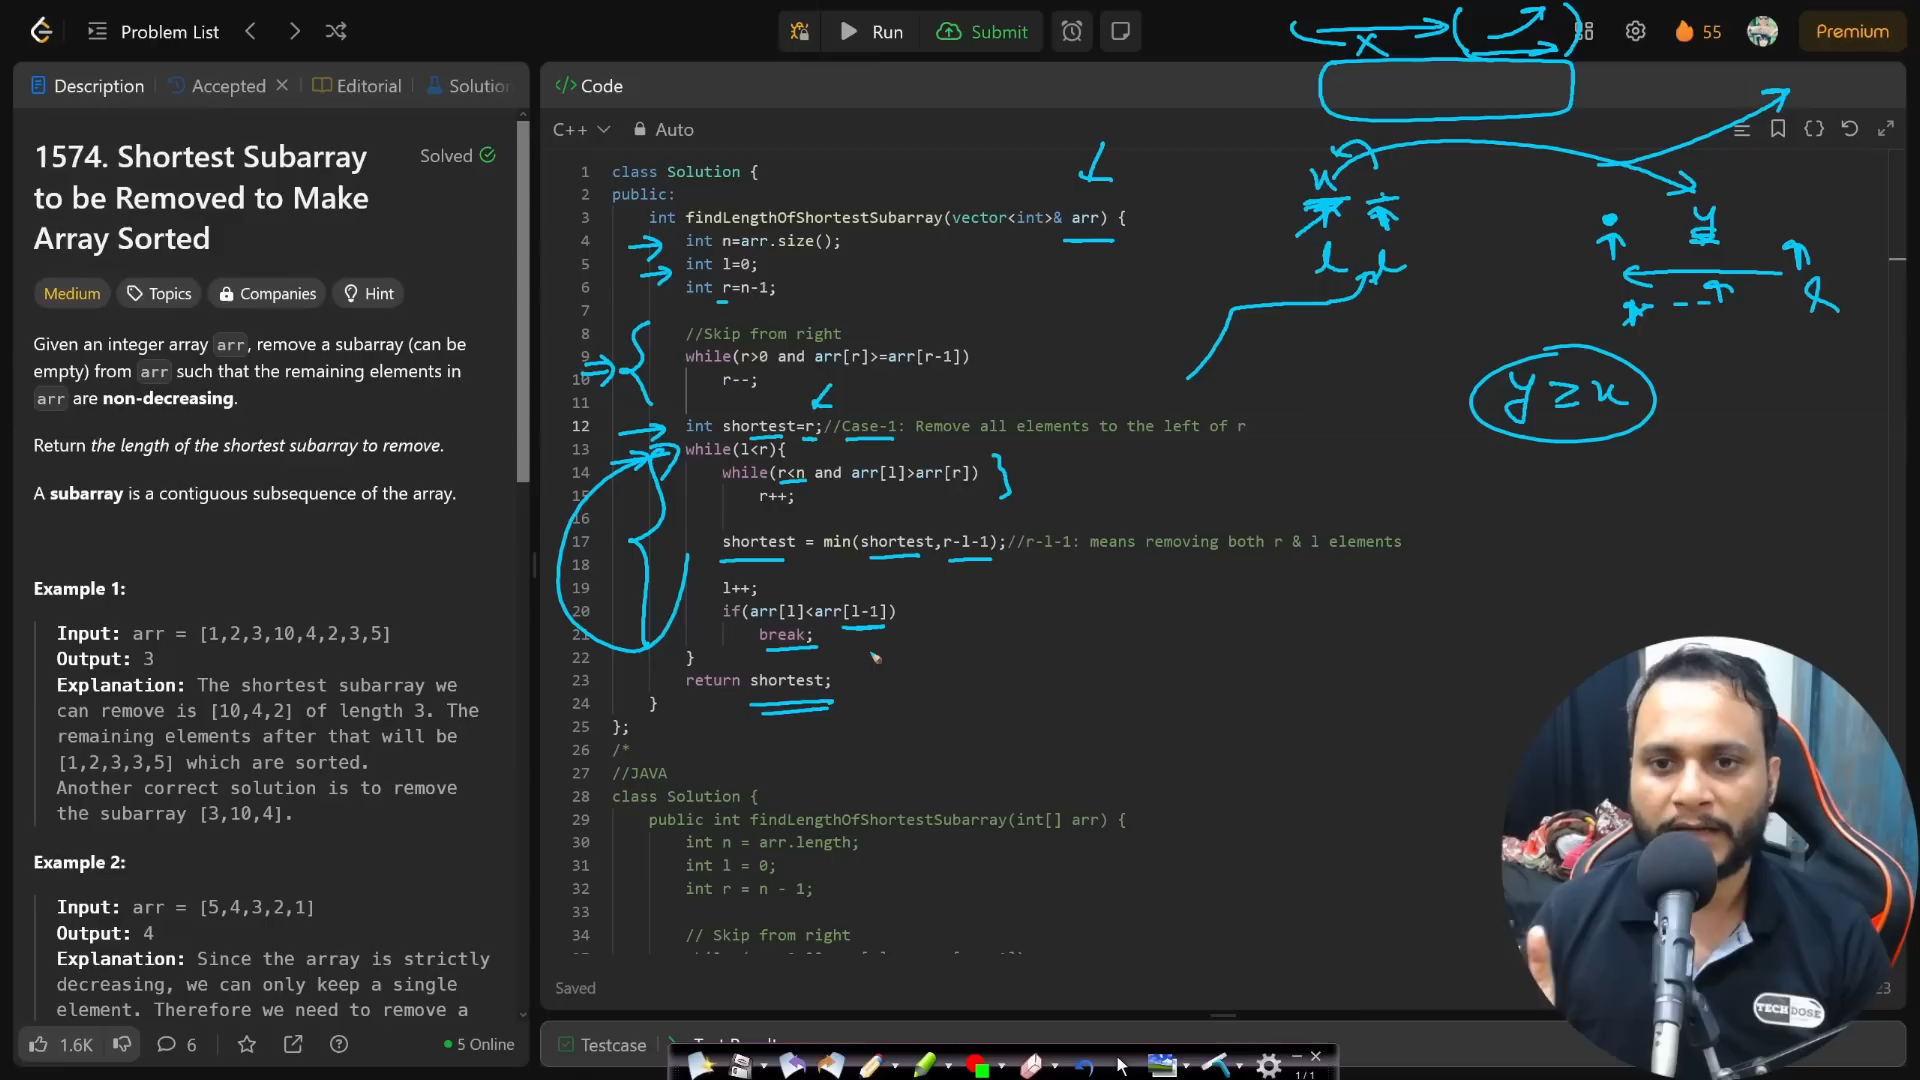 Problem List
Run
Submit
55
Premium
Description
Accepted
Editorial
Solution
Code
C++
Auto
1574. Shortest Subarray
to be Removed to Make
Array Sorted
Solved
Medium
Topics
Companies
Hint
Given an integer array arr, remove a subarray (can be
empty) from arr such that the remaining elements in
arr are non-decreasing.
Return the length of the shortest subarray to remove.
A subarray is a contiguous subsequence of the array.
Example 1:
Input: arr = [1,2,3,10,4,2,3,5]
Output: 3
Explanation: The shortest subarray we
can remove is [10,4,2] of length 3. The
remaining elements after that will be
[1,2,3,3,5] which are sorted.
Another correct solution is to remove
the subarray [3,10,4].
Example 2:
Input: arr = [5,4,3,2,1]
Output: 4
Explanation: Since the array is strictly
decreasing, we can only keep a single
element. Therefore we need to remove a
1.6K
6
5 Online
1 class Solution {
2 public:
3 int findLengthOfShortestSubarray(vector<int>& arr) {
4 int n=arr.size();
5 int l=0;
6 int r=n-1;
7
8 //Skip from right
9 while(r>0 and arr[r]>=arr[r-1])
10 r--;
11
12 int shortest=r;//Case-1: Remove all elements to the left of r
13 while(l<r){
14 while(r<n and arr[l]>arr[r])
15 r++;
16
17 shortest = min(shortest,r-l-1);//r-l-1: means removing both r & l elements
18
19 l++;
20 if(arr[l]<arr[l-1])
21 break;
22 }
23 return shortest;
24 }
25 };
26 /*
27 //JAVA
28 class Solution {
29 public int findLengthOfShortestSubarray(int[] arr) {
30 int n = arr.length;
31 int l = 0;
32 int r = n - 1;
33
34 // Skip from right
Saved
Testcase
x
x
l
l
y
r
y ≥ x
TECH DOSE
1/1